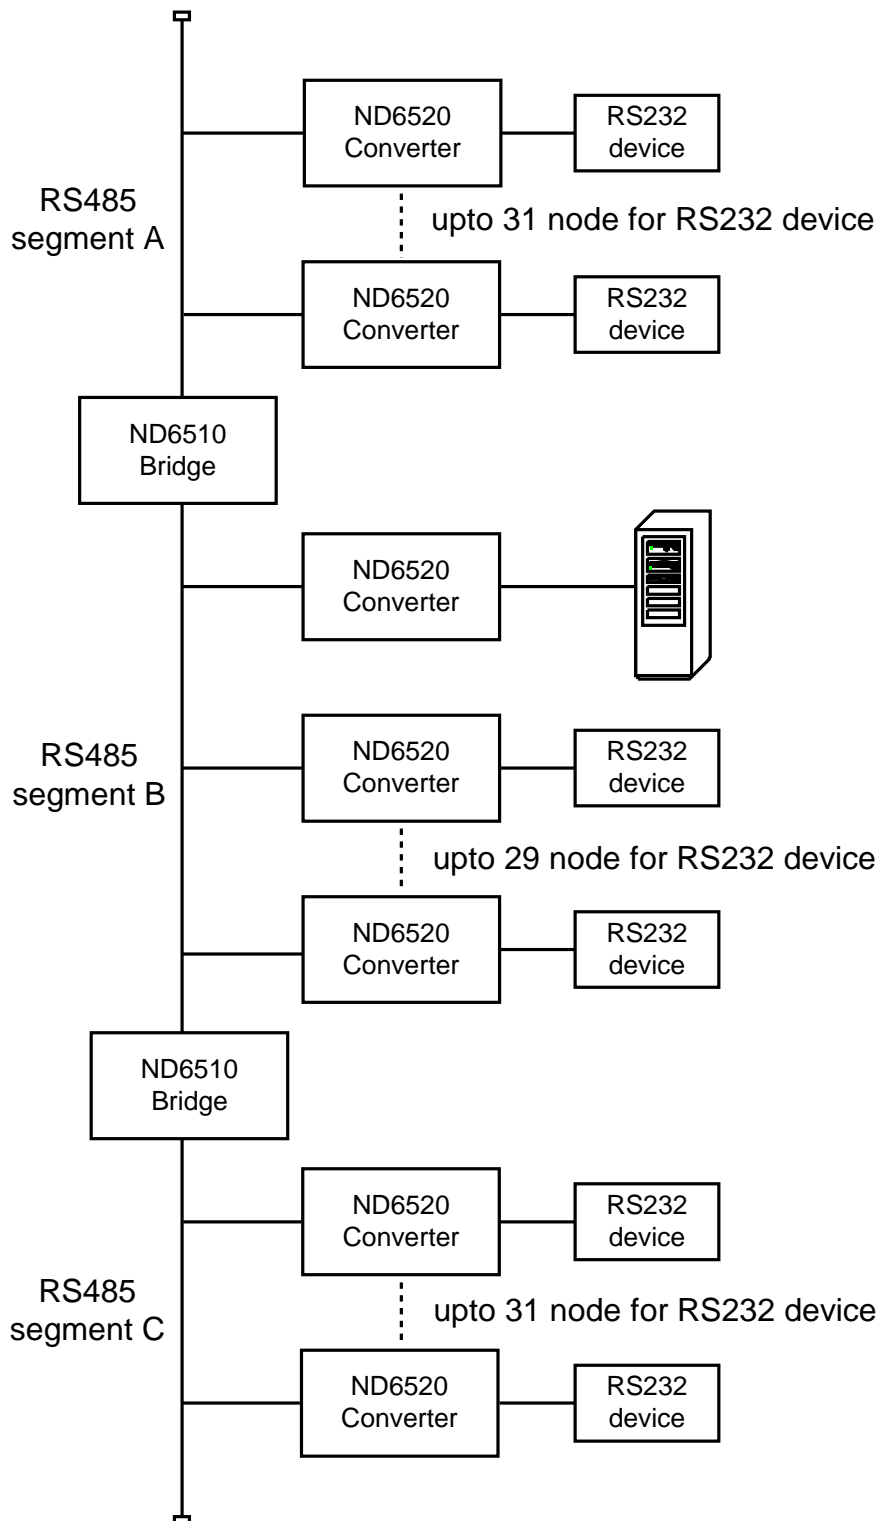 ND6520
Converter
RS232
device
RS485
segment A
upto 31 node for RS232 device
ND6520
Converter
RS232
device
ND6510
Bridge
ND6520
Converter
ND6520
Converter
RS232
device
RS485
segment B
upto 29 node for RS232 device
ND6520
Converter
RS232
device
ND6510
Bridge
ND6520
Converter
RS232
device
RS485
segment C
upto 31 node for RS232 device
ND6520
Converter
RS232
device